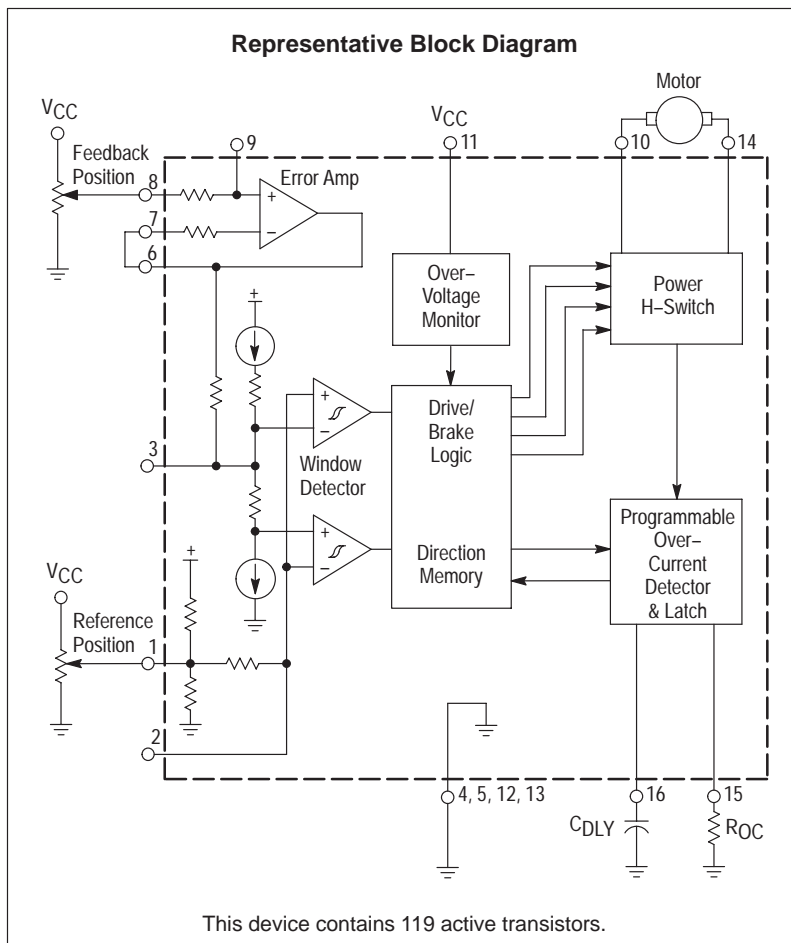 Representative Block Diagram
Motor
VCC
VCC
9
11
10
14
Feedback
Position
8
Error Amp
+
7
–
6
+
Over–
Voltage
Monitor
Power
H–Switch
+
–
Drive/
Brake
Logic
3
Window
Detector
Programmable
Over–
Current
Detector
& Latch
+
–
Direction
Memory
+
VCC
Reference
Position
1
2
4, 5, 12, 13
16
15
CDLY
ROC
This device contains 119 active transistors.